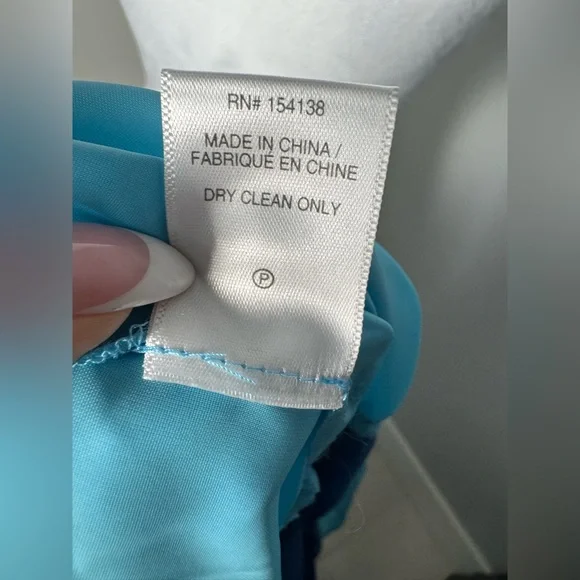 RN# 154138
MADE IN CHINA /
FABRIQUÉ EN CHINE
DRY CLEAN ONLY
P